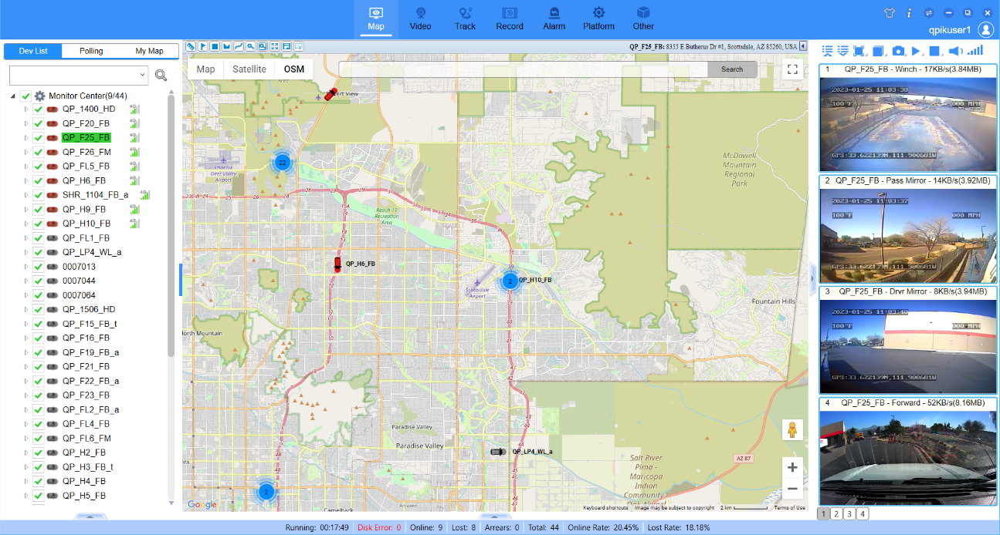 Map
Video
Track
Record
Alarm
Platform
Other
qpikuser1
Dev List
Polling
My Map
Monitor Center(9/44)
QP_1400_HD
QP_F20_FB
QP_F25_FB
QP_F26_FM
QP_FL5_FB
QP_H6_FB
SHR_1104_FB_a
QP_H9_FB
QP_H10_FB
QP_FL1_FB
QP_LP4_WL_a
0007013
0007044
0007064
QP_1506_HD
QP_F15_FB_t
QP_F16_FB
QP_F19_FB_a
QP_F21_FB
QP_F22_FB_a
QP_F23_FB
QP_FL2_FB_a
QP_FL4_FB
QP_FL6_FM
QP_H2_FB
QP_H3_FB_t
QP_H4_FB
QP_H5_FB
QP_F25_FB: 8355 E Butherus Dr #1, Scottsdale, AZ 85260, USA
Map
Satellite
OSM
Search
22
Phoenix
Deer Valley
Airport
McDowell
Mountain
Regional
Park
Reach 11
Recreation
Area
QP_H6_FB
2
QP_H10_FB
Scottsdale
Airport
Fountain Hills
North Mountain
Paradise Valley
Paradise Valley
QP_LP4_WL_a
AZ 87
Salt River
Pima -
Maricopa
Indian
Community
2
Camelback
Arcadia
Google
Keyboard shortcuts
Image may be subject to copyright
2 km
Terms of Use
1 QP_F25_FB - Winch - 17KB/s(3.84MB)
2023-01-25 11:03:38
100°F
000 MPH
GPS:33.622139N,111.900681W
2 QP_F25_FB - Pass Mirror - 14KB/s(3.92MB)
2023-01-25 11:03:37
100°F
000 MPH
GPS:33.622139N,111.900681W
3 QP_F25_FB - Drvr Mirror - 8KB/s(3.94MB)
2023-01-25 11:03:40
100°F
000 MPH
GPS:33.622139N,111.900681W
4 QP_F25_FB - Forward - 52KB/s(8.16MB)
1 2 3 4
Running: 00:17:49 Disk Error: 0 Online: 9 Lost: 8 Arrears: 0 Total: 44 Online Rate: 20.45% Lost Rate: 18.18%